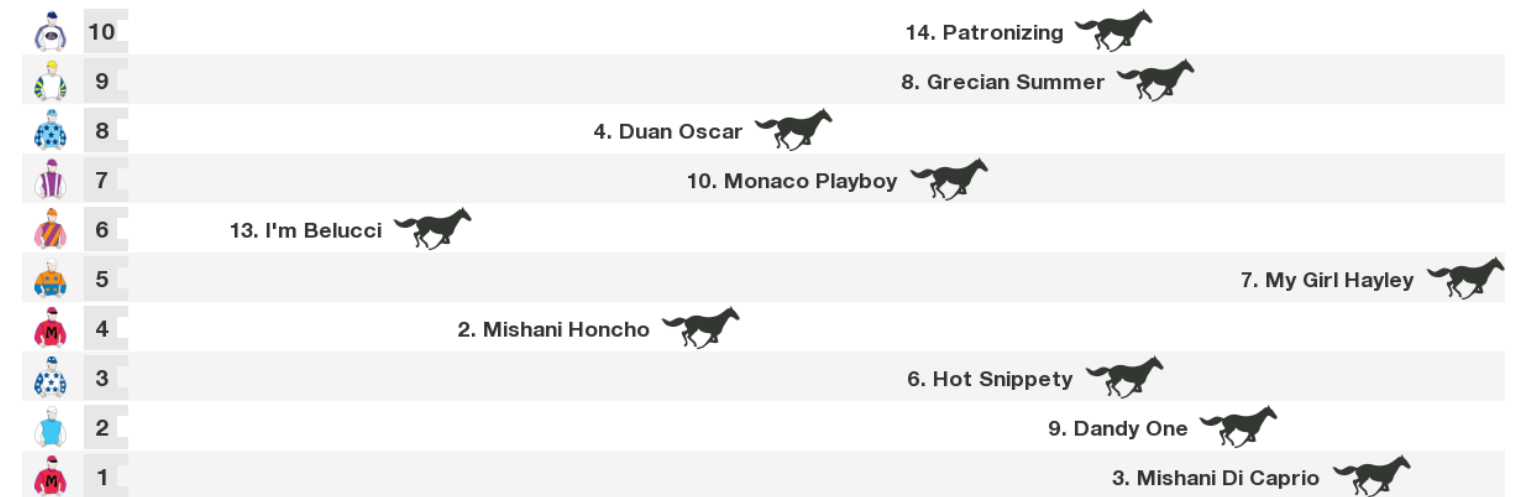 10 14. Patronizing
9 8. Grecian Summer
8 4. Duan Oscar
7 10. Monaco Playboy
6 13. I'm Belucci
5 7. My Girl Hayley
4 M 2. Mishani Honcho
3 6. Hot Snippety
2 9. Dandy One
1 M 3. Mishani Di Caprio